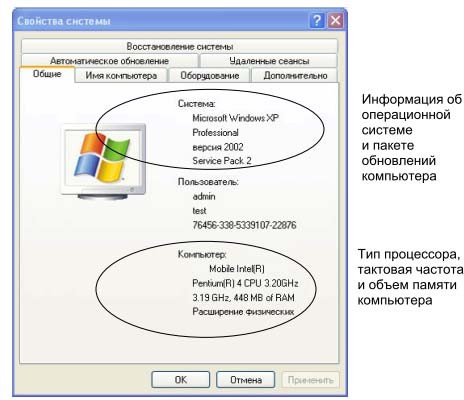 Свойства системы
Восстановление системы
Автоматическое обновление Удаленные сеансы
Общие Имя компьютера Оборудование Дополнительно
Система:
Microsoft Windows XP
Professional
версия 2002
Service Pack 2
Пользователь:
admin
test
76456-338-5339107-22876
Компьютер:
Mobile Intel(R)
Pentium(R) 4 CPU 3.20GHz
3.19 GHz, 448 MB of RAM
Расширение физических
ОК Отмена Применить
Информация об
операционной
системе
и пакете
обновлений
компьютера
Тип процессора,
тактовая частота
и объем памяти
компьютера